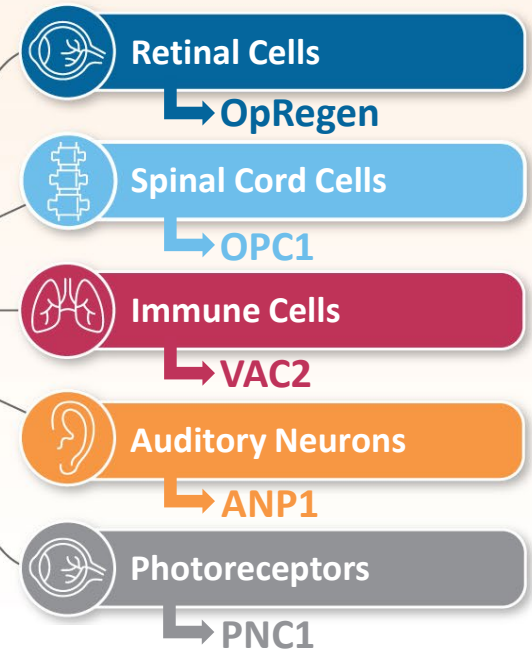 Retinal Cells
OpRegen
Spinal Cord Cells
OPC1
Immune Cells
VAC2
Auditory Neurons
ANP1
Photoreceptors
PNC1